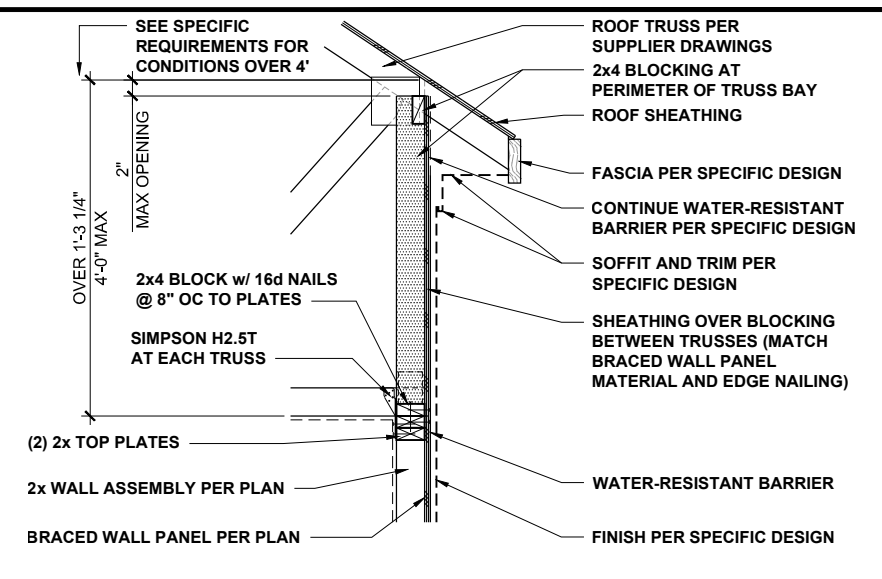 SEE SPECIFIC
REQUIREMENTS FOR
CONDITIONS OVER 4'
OVER 1'-3 1/4"
4'-0" MAX
2"
MAX OPENING
2x4 BLOCK w/ 16d NAILS
@ 8" OC TO PLATES
SIMPSON H2.5T
AT EACH TRUSS
(2) 2x TOP PLATES
2x WALL ASSEMBLY PER PLAN
BRACED WALL PANEL PER PLAN
ROOF TRUSS PER
SUPPLIER DRAWINGS
2x4 BLOCKING AT
PERIMETER OF TRUSS BAY
ROOF SHEATHING
FASCIA PER SPECIFIC DESIGN
CONTINUE WATER-RESISTANT
BARRIER PER SPECIFIC DESIGN
SOFFIT AND TRIM PER
SPECIFIC DESIGN
SHEATHING OVER BLOCKING
BETWEEN TRUSSES (MATCH
BRACED WALL PANEL
MATERIAL AND EDGE NAILING)
WATER-RESISTANT BARRIER
FINISH PER SPECIFIC DESIGN